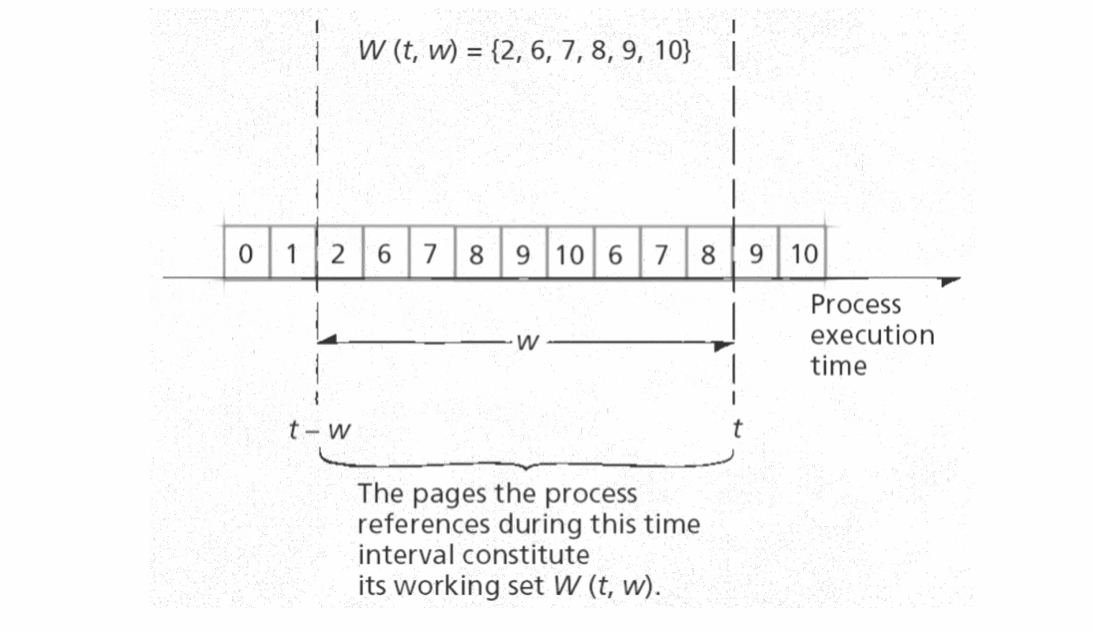 W (t, w) = {2, 6, 7, 8, 9, 10}
0 1 2 6 7 8 9 10 6 7 8 9 10
Process
execution
time
w
t – w
t
The pages the process
references during this time
interval constitute
its working set W (t, w).